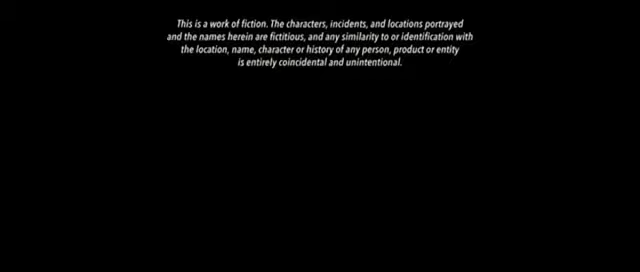 This is a work of fiction. The characters, incidents, and locations portrayed
and the names herein are fictitious, and any similarity to or identification with
the location, name, character or history of any person, product or entity
is entirely coincidental and unintentional.